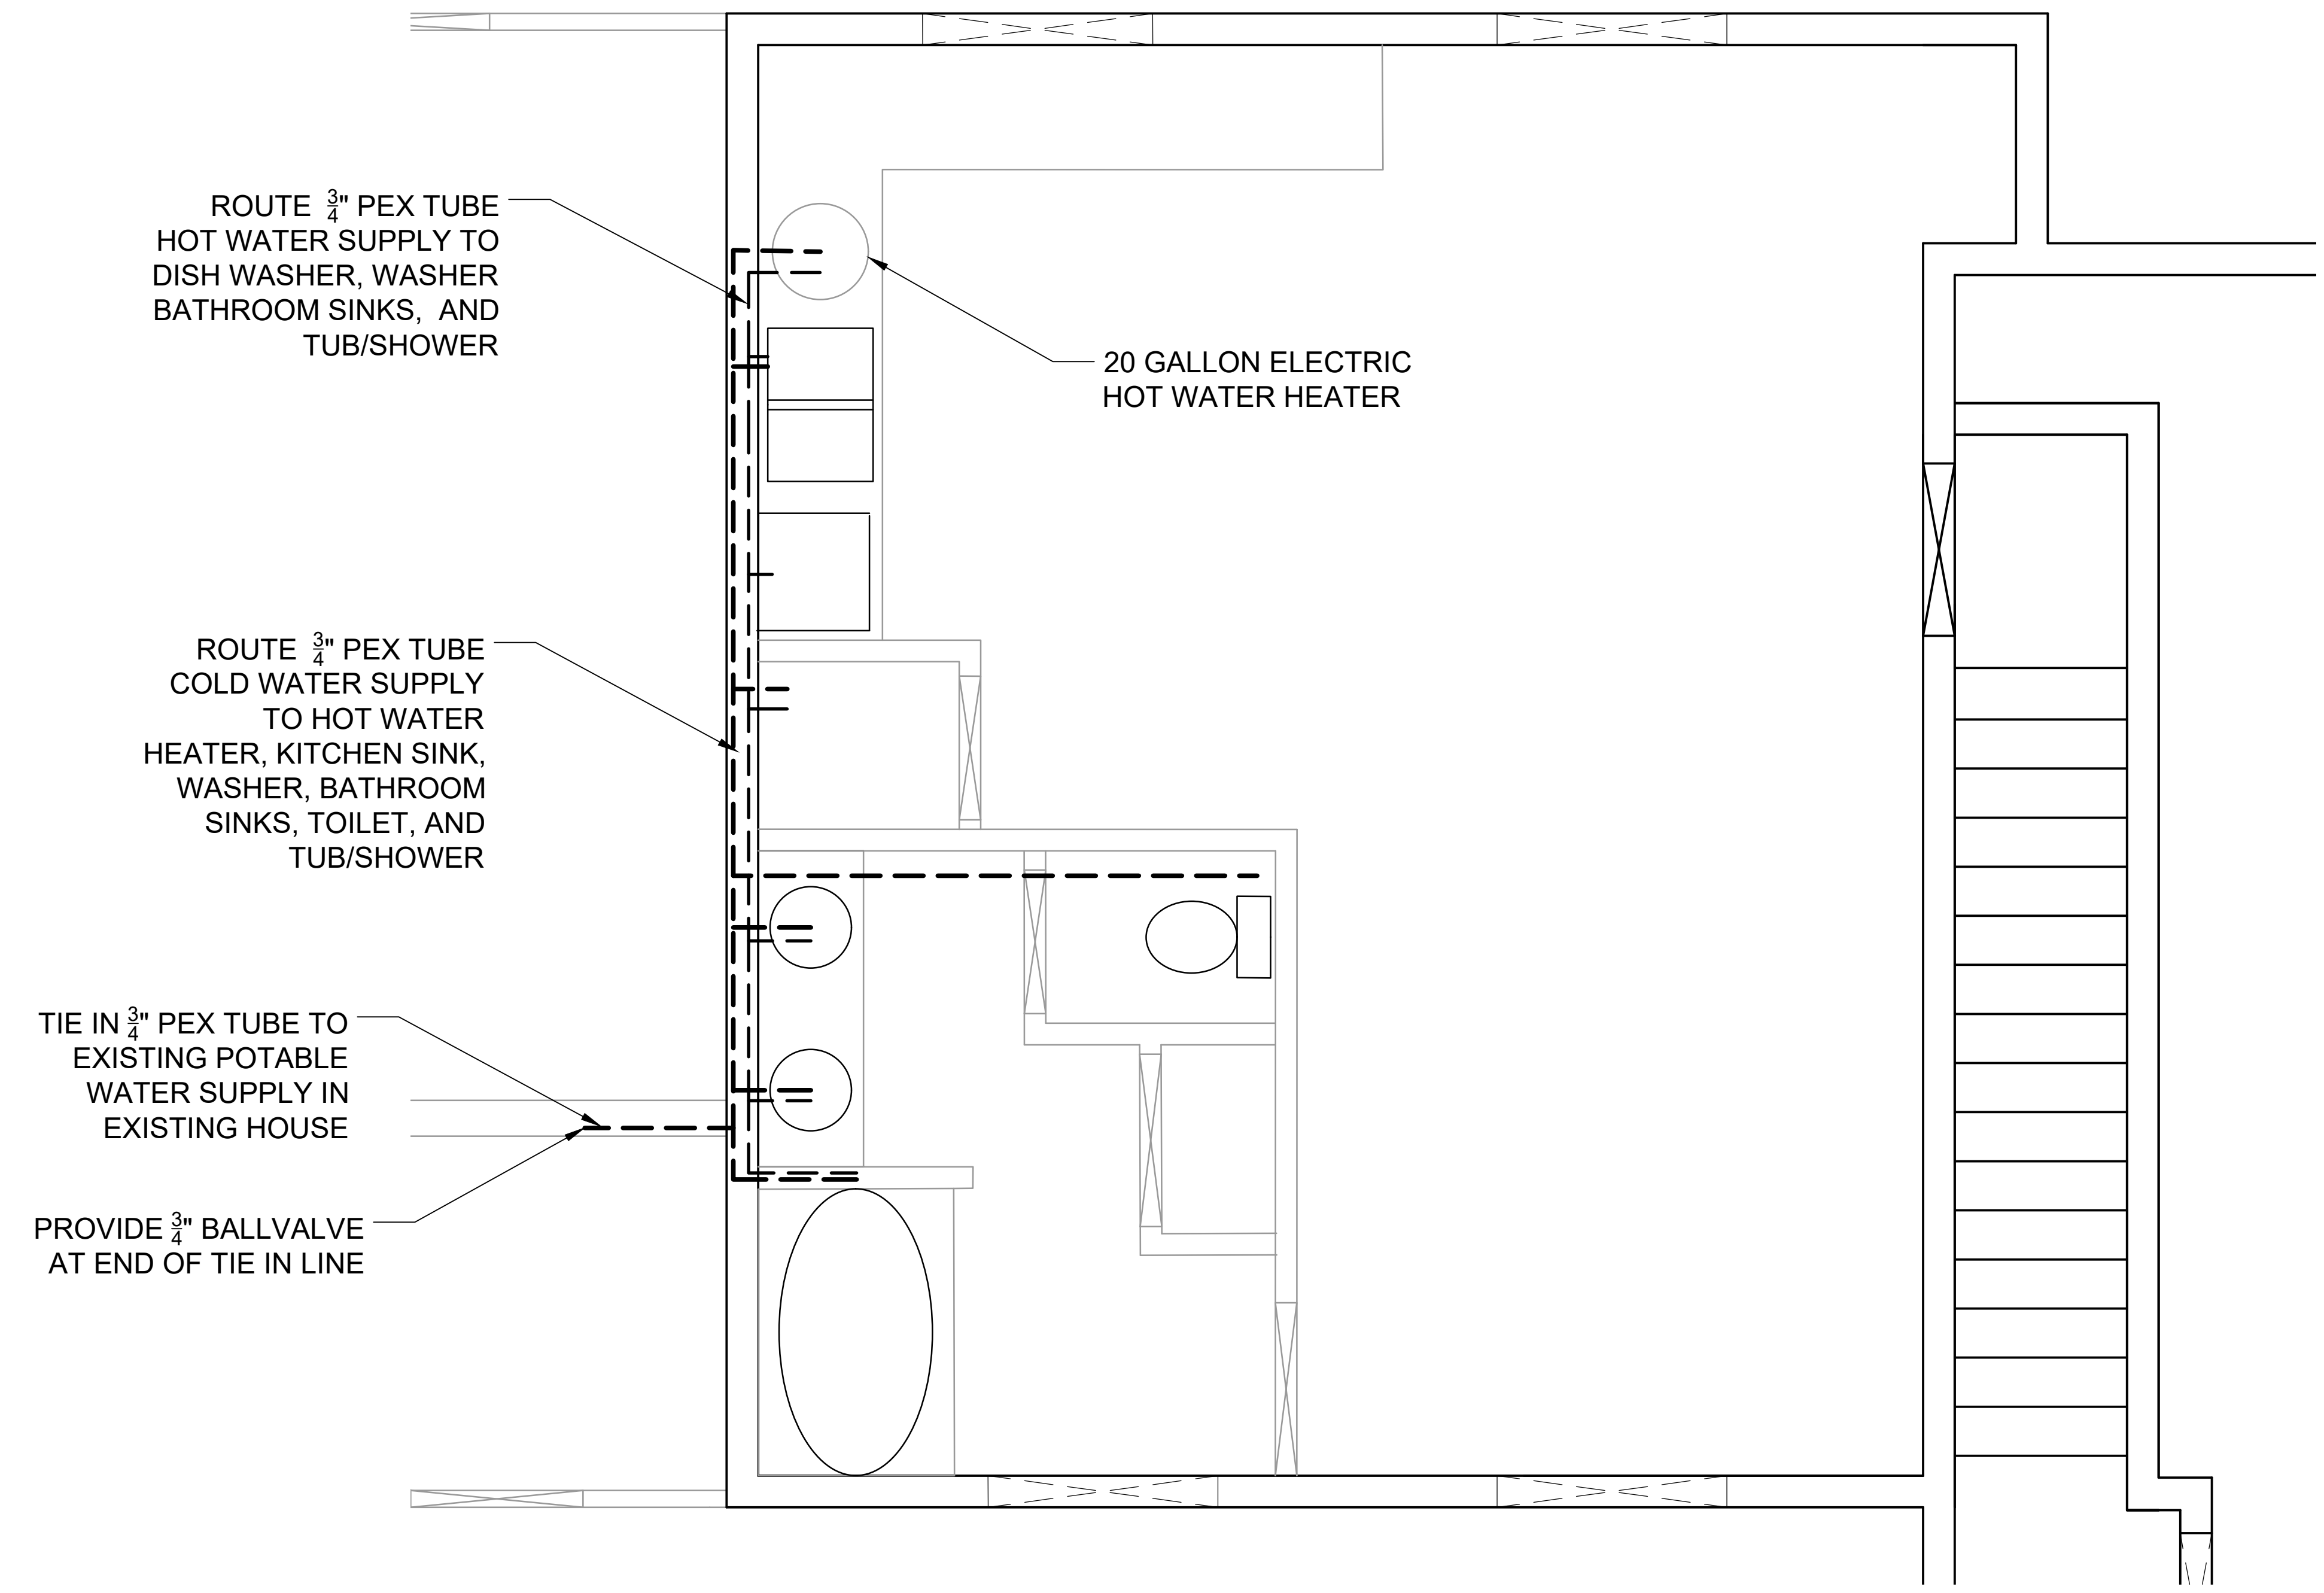 ROUTE 3/4" PEX TUBE
HOT WATER SUPPLY TO
DISH WASHER, WASHER
BATHROOM SINKS, AND
TUB/SHOWER
20 GALLON ELECTRIC
HOT WATER HEATER
ROUTE 3/4" PEX TUBE
COLD WATER SUPPLY
TO HOT WATER
HEATER, KITCHEN SINK,
WASHER, BATHROOM
SINKS, TOILET, AND
TUB/SHOWER
TIE IN 3/4" PEX TUBE TO
EXISTING POTABLE
WATER SUPPLY IN
EXISTING HOUSE
PROVIDE 3/4" BALLVALVE
AT END OF TIE IN LINE